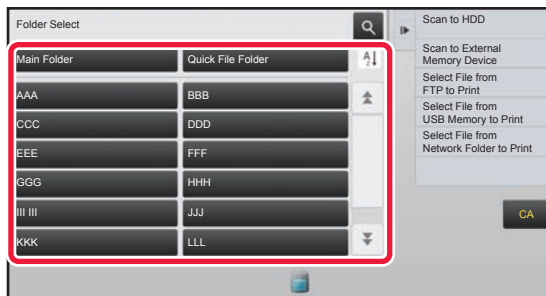 Folder Select
Main Folder
Quick File Folder
AAA
BBB
CCC
DDD
EEE
FFF
GGG
HHH
III III
JJJ
KKK
LLL
A
Z
Scan to HDD
Scan to External
Memory Device
Select File from
FTP to Print
Select File from
USB Memory to Print
Select File from
Network Folder to Print
CA